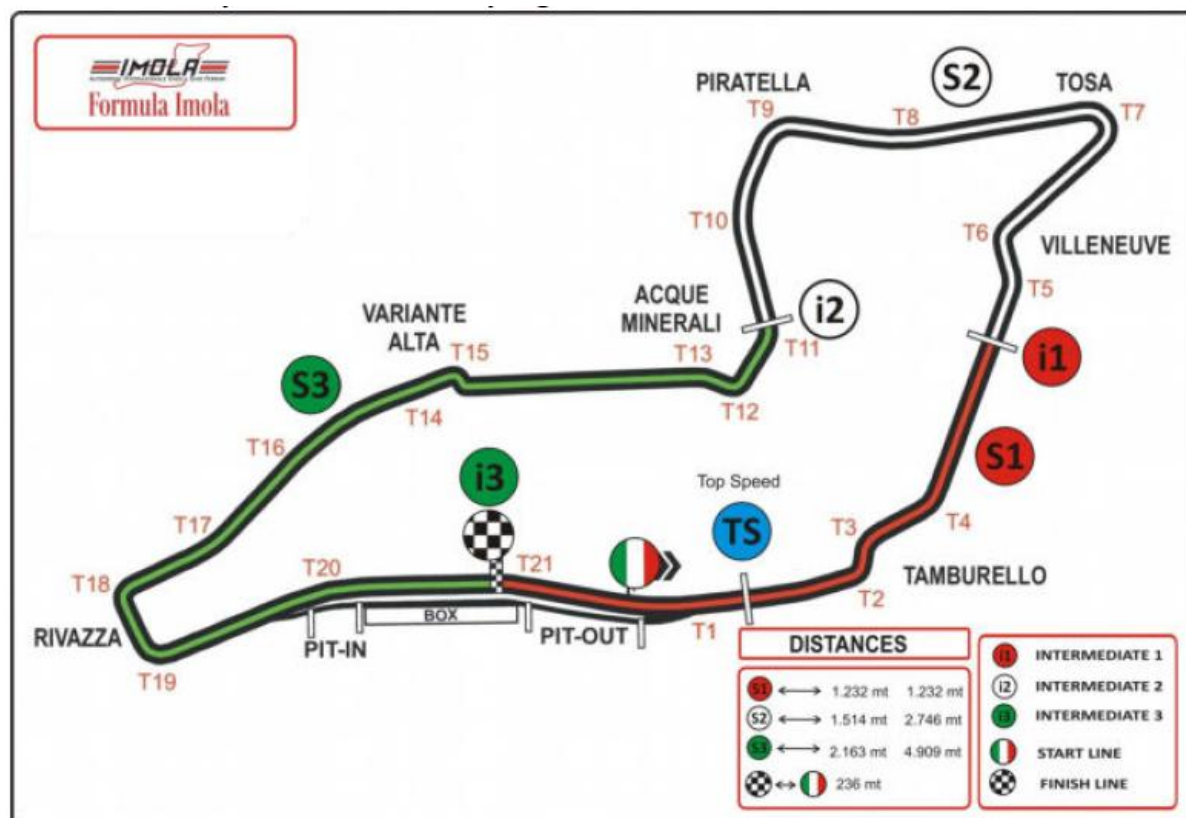 IMOLA
Formula Imola
PIRATELLA
S2
TOSA
T9
T8
T7
T10
T6
VILLENEUVE
T5
ACQUE
MINERALI
i2
T11
i1
VARIANTE
ALTA
T15
T13
S3
T14
T12
T16
i3
S1
Top Speed
TS
T17
T3
T4
T18
T20
T21
TAMBURELLO
T2
BOX
RIVAZZA
PIT-IN
PIT-OUT
T1
T19
DISTANCES
S1 1.232 mt 1.232 mt
S2 1.514 mt 2.746 mt
S3 2.163 mt 4.909 mt
236 mt
i1 INTERMEDIATE 1
i2 INTERMEDIATE 2
i3 INTERMEDIATE 3
START LINE
FINISH LINE